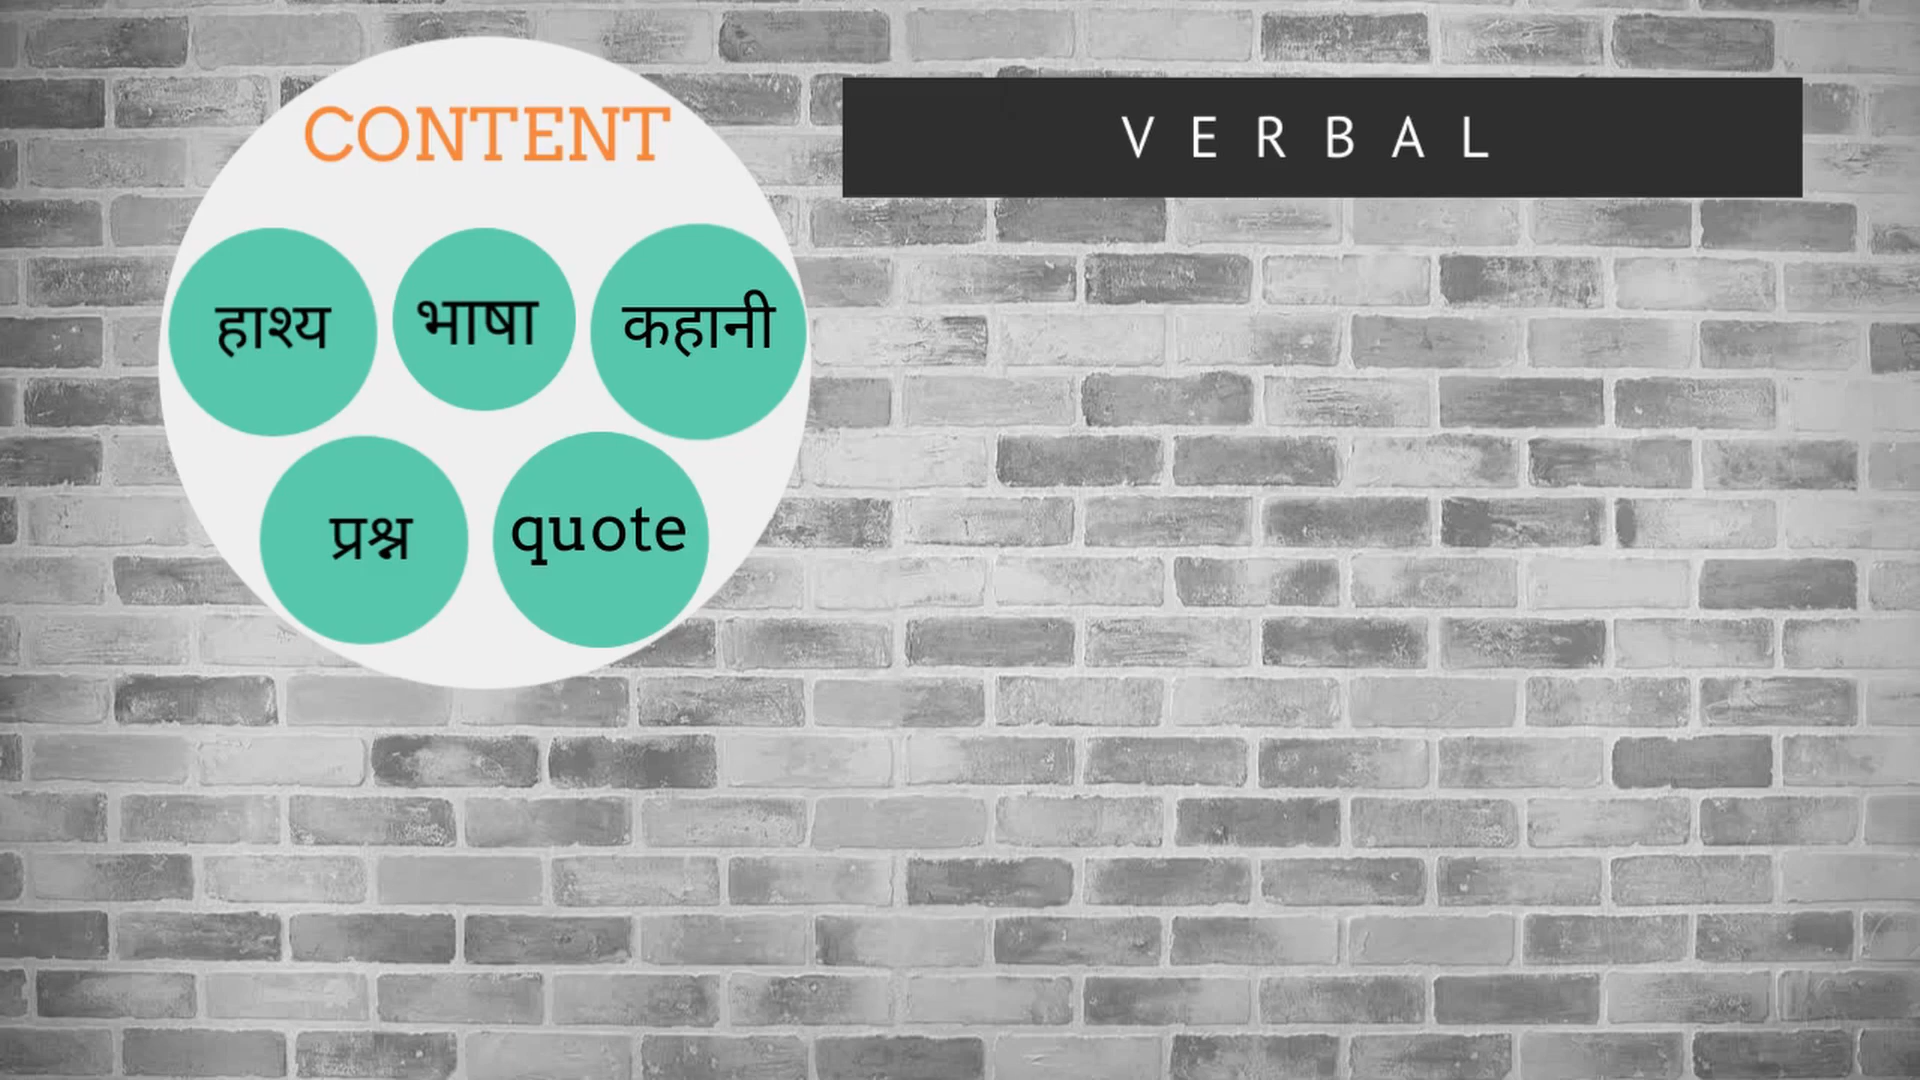 CONTENT
VERBAL
हाश्य
भाषा
कहानी
प्रश्न
quote